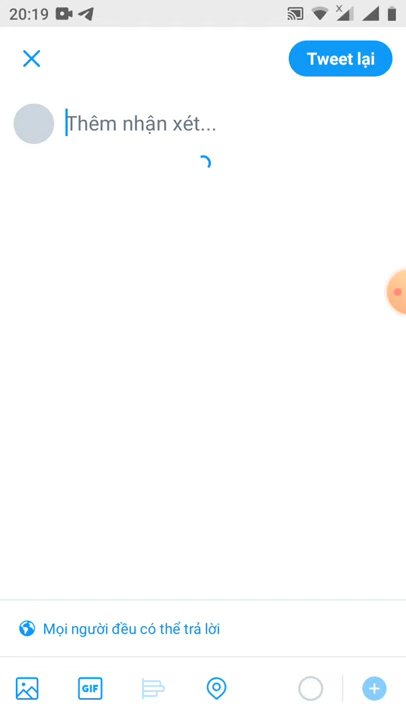 20:19
Tweet lại
Thêm nhận xét...
Mọi người đều có thể trả lời
GIF